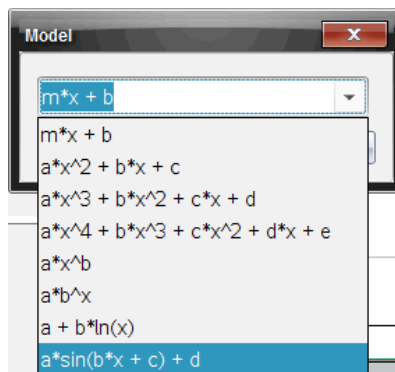 Model
m*x + b
m*x + b
a*x^2 + b*x + c
a*x^3 + b*x^2 + c*x + d
a*x^4 + b*x^3 + c*x^2 + d*x + e
a*x^b
a*b^x
a + b*ln(x)
a*sin(b*x + c) + d